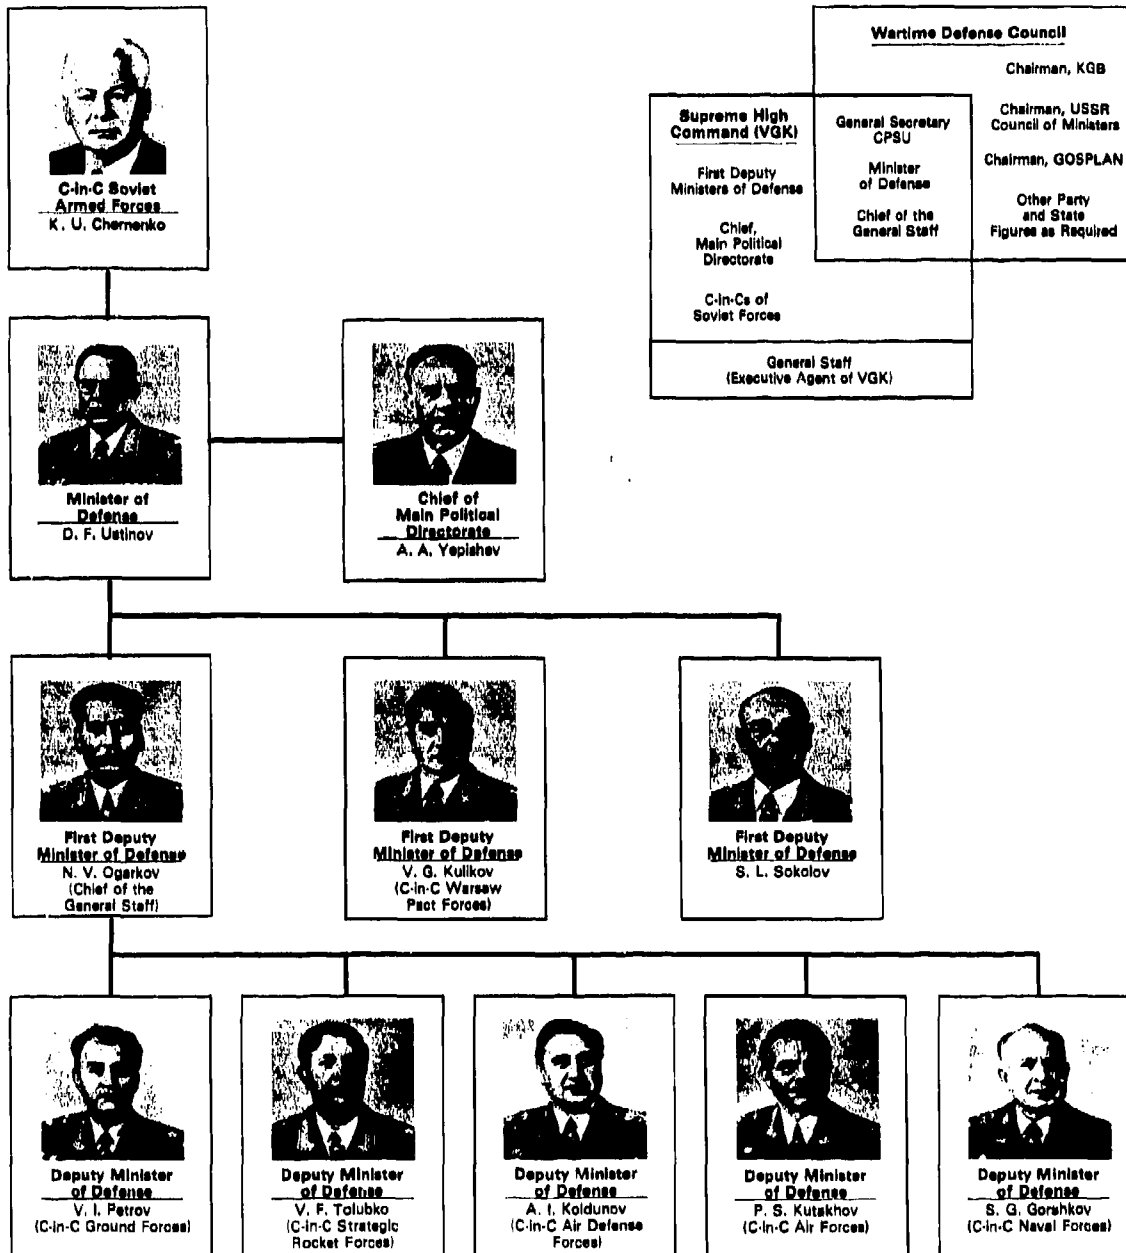 C-in-C Soviet
Armed Forces
K. U. Chernenko
Wartime Defense Council
Chairman, KGB
Chairman, USSR
Council of Ministers
Chairman, GOSPLAN
Other Party
and State
Figures as Required
General Secretary
CPSU
Minister
of Defense
Chief of the
General Staff
Supreme High
Command (VGK)
First Deputy
Ministers of Defense
Chief,
Main Political
Directorate
C-in-Cs of
Soviet Forces
General Staff
(Executive Agent of VGK)
Minister of
Defense
D. F. Ustinov
Chief of
Main Political
Directorate
A. A. Yepishev
First Deputy
Minister of Defense
N. V. Ogarkov
(Chief of the
General Staff)
First Deputy
Minister of Defense
V. G. Kulikov
(C-in-C Warsaw
Pact Forces)
First Deputy
Minister of Defense
S. L. Sokolov
Deputy Minister
of Defense
V. I. Petrov
(C-in-C Ground Forces)
Deputy Minister
of Defense
V. F. Tolubko
(C-in-C Strategic
Rocket Forces)
Deputy Minister
of Defense
A. I. Koldunov
(C-in-C Air Defense
Forces)
Deputy Minister
of Defense
P. S. Kutakhov
(C-in-C Air Forces)
Deputy Minister
of Defense
S. G. Gorshkov
(C-in-C Naval Forces)